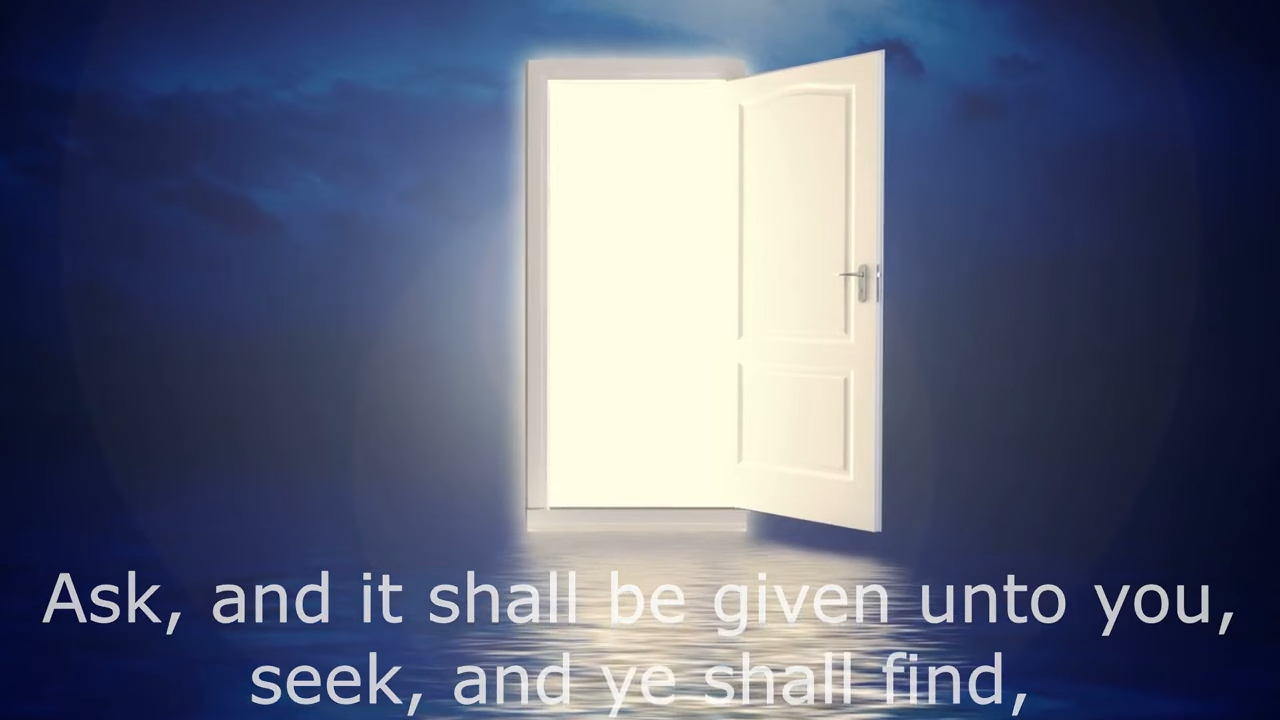 Ask, and it shall be given unto you,
seek, and ye shall find,